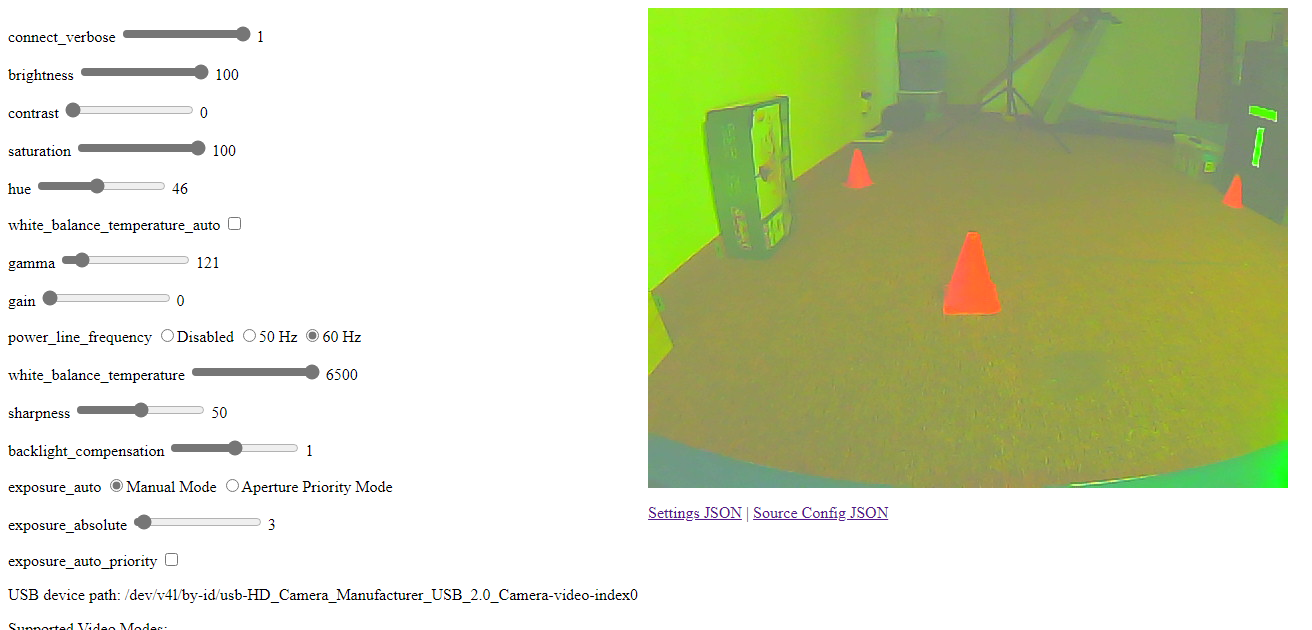 connect_verbose 1
brightness 100
contrast 0
saturation 100
hue 46
white_balance_temperature_auto
gamma 121
gain 0
power_line_frequency Disabled 50 Hz 60 Hz
white_balance_temperature 6500
sharpness 50
backlight_compensation 1
exposure_auto Manual Mode Aperture Priority Mode
exposure_absolute 3
exposure_auto_priority
USB device path: /dev/v4l/by-id/usb-HD_Camera_Manufacturer_USB_2.0_Camera-video-index0
Supported Video Modes:
Settings JSON | Source Config JSON